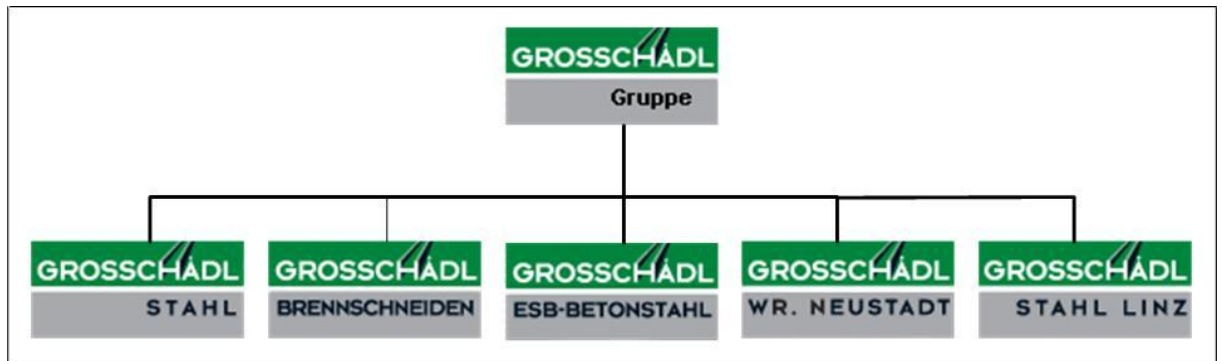 GROSSCHÄDL
Gruppe
GROSSCHÄDL
STAHL
GROSSCHÄDL
BRENNSCHNEIDEN
GROSSCHÄDL
ESB-BETONSTAHL
GROSSCHÄDL
WR. NEUSTADT
GROSSCHÄDL
STAHL LINZ